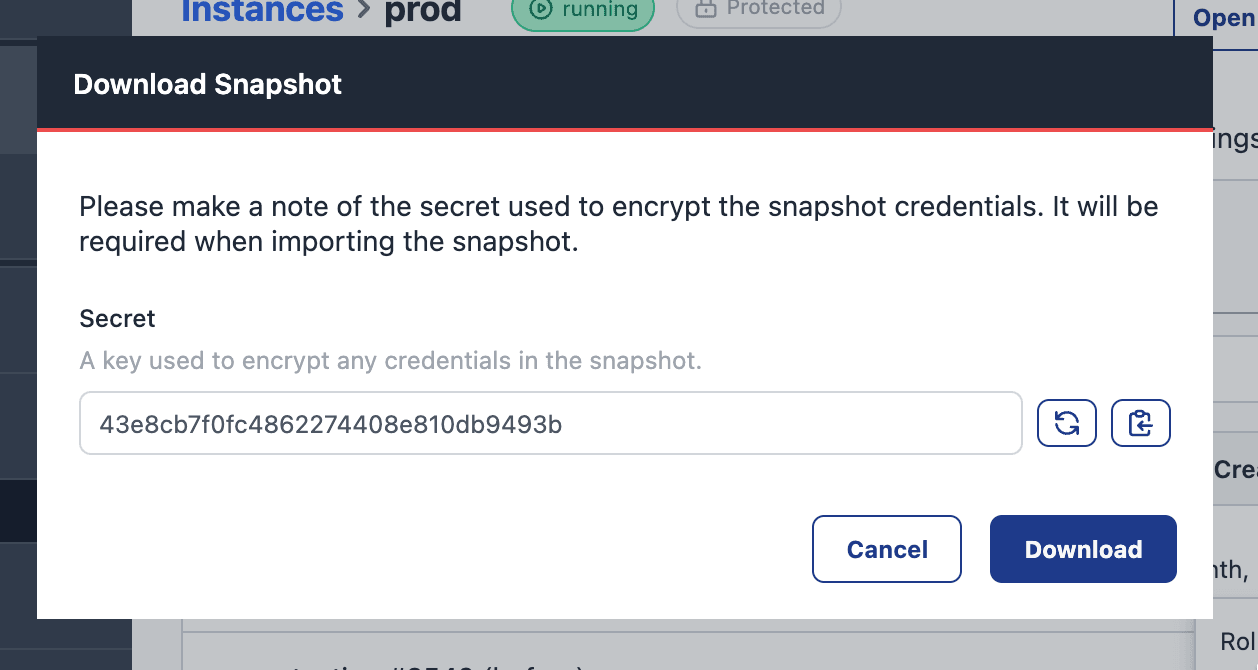 Instances > prod running Protected Open
Download Snapshot
ings
Please make a note of the secret used to encrypt the snapshot credentials. It will be
required when importing the snapshot.
Secret
A key used to encrypt any credentials in the snapshot.
43e8cb7f0fc4862274408e810db9493b
Crea
Cancel Download
nth,
Rol